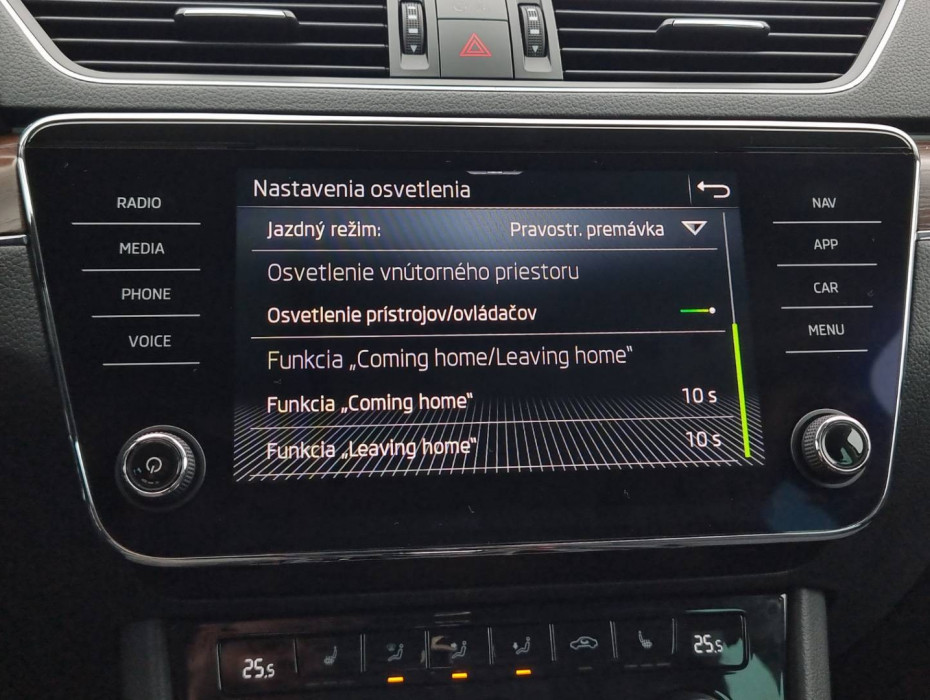 RADIO
MEDIA
PHONE
VOICE
Nastavenia osvetlenia
Jazdný režim: Pravostr. premávka
Osvetlenie vnútorného priestoru
Osvetlenie prístrojov/ovládačov
Funkcia „Coming home/Leaving home“
Funkcia „Coming home“ 10 s
Funkcia „Leaving home“ 10 s
NAV
APP
CAR
MENU
25.5 25.5